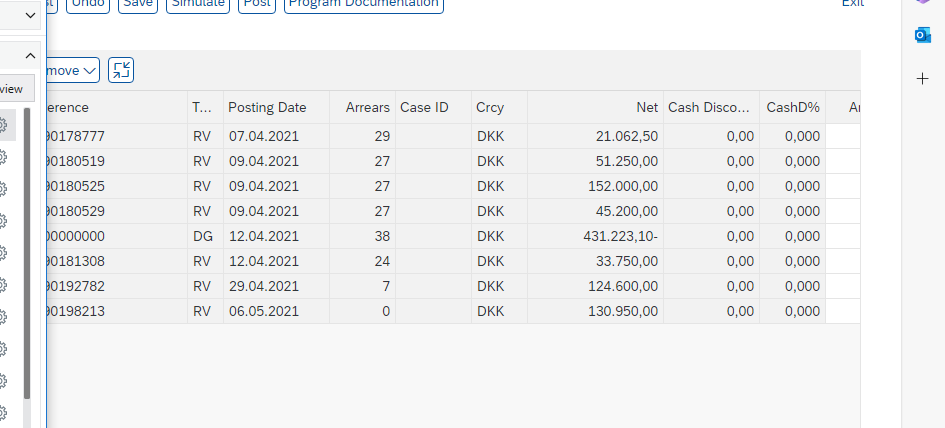 Undo Save Simulate Post Program Documentation Exit
view
T... Posting Date Arrears Case ID Crcy Net Cash Disco... CashD%
90178777 RV 07.04.2021 29 DKK 21.062,50 0,00 0,000
90180519 RV 09.04.2021 27 DKK 51.250,00 0,00 0,000
90180525 RV 09.04.2021 27 DKK 152.000,00 0,00 0,000
90180529 RV 09.04.2021 27 DKK 45.200,00 0,00 0,000
00000000 DG 12.04.2021 38 DKK 431.223,10- 0,00 0,000
90181308 RV 12.04.2021 24 DKK 33.750,00 0,00 0,000
90192782 RV 29.04.2021 7 DKK 124.600,00 0,00 0,000
90198213 RV 06.05.2021 0 DKK 130.950,00 0,00 0,000